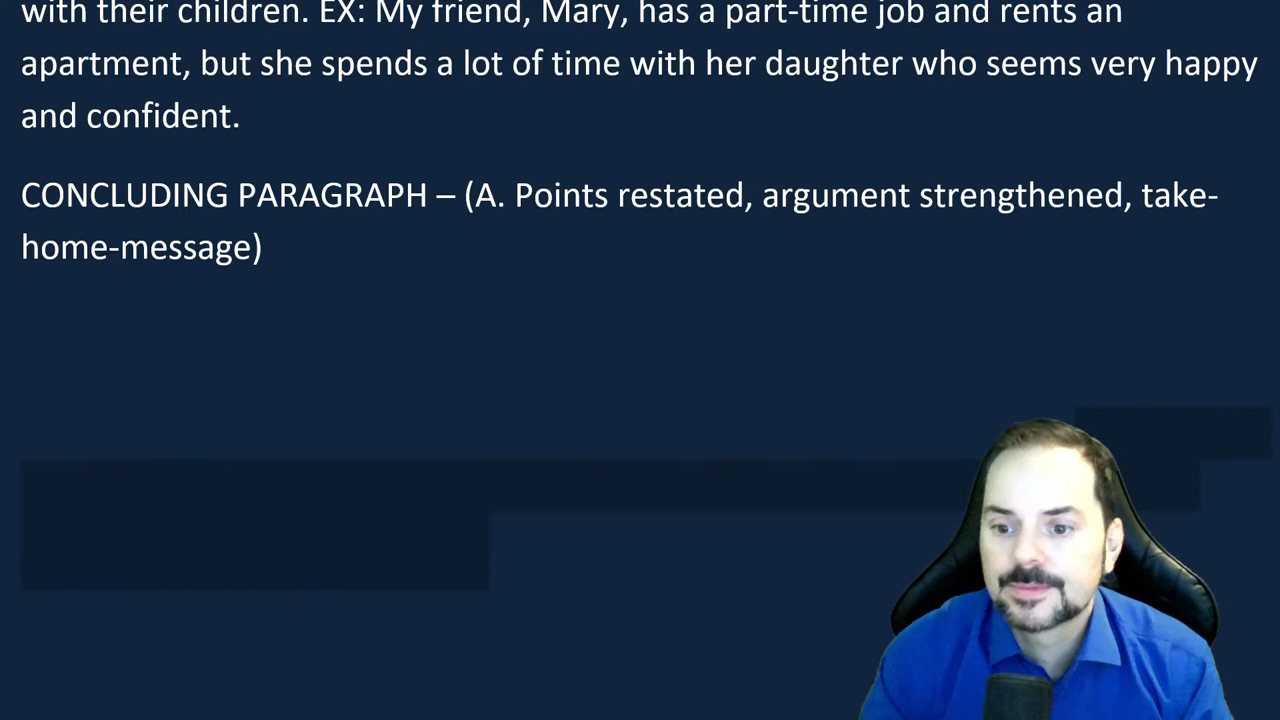 with their children. EX: My friend, Mary, has a part-time job and rents an
apartment, but she spends a lot of time with her daughter who seems very happy
and confident.
CONCLUDING PARAGRAPH – (A. Points restated, argument strengthened, take-
home-message)